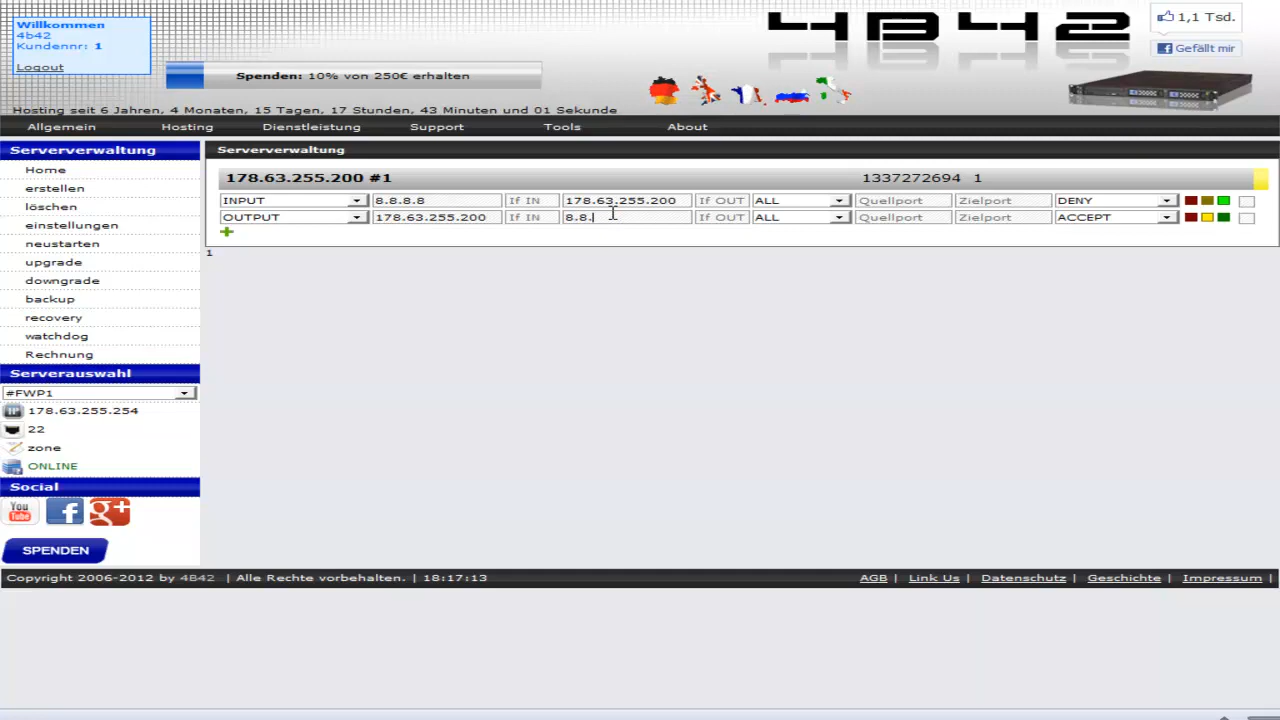 Willkommen
4b42
Kundennr: 1
Logout
4B42
1,1 Tsd.
Gefällt mir
Spenden: 10% von 250€ erhalten
Hosting seit 6 Jahren, 4 Monaten, 15 Tagen, 17 Stunden, 43 Minuten und 01 Sekunde
Allgemein Hosting Dienstleistung Support Tools About
Serververwaltung
Home
erstellen
löschen
einstellungen
neustarten
upgrade
downgrade
backup
recovery
watchdog
Rechnung
Serverauswahl
#FWP1
IP 178.63.255.254
22
zone
ONLINE
Social
You Tube f g+
SPENDEN
Serververwaltung
178.63.255.200 #1 1337272694 1
INPUT 8.8.8.8 If IN 178.63.255.200 If OUT ALL Quellport Zielport DENY
OUTPUT 178.63.255.200 If IN 8.8. If OUT ALL Quellport Zielport ACCEPT
1
Copyright 2006-2012 by 4B42 | Alle Rechte vorbehalten. | 18:17:13
AGB | Link Us | Datenschutz | Geschichte | Impressum |